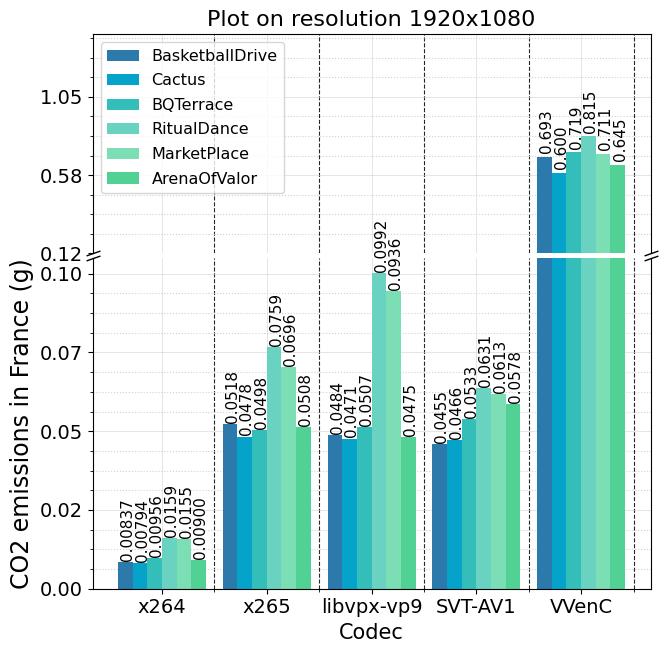 Plot on resolution 1920x1080
BasketballDrive
Cactus
BQTerrace
RitualDance
MarketPlace
ArenaOfValor
CO2 emissions in France (g)
1.05
0.58
0.12
0.10
0.07
0.05
0.02
0.00
0.00837
0.00794
0.00956
0.0159
0.0155
0.00900
0.0518
0.0478
0.0498
0.0759
0.0696
0.0508
0.0484
0.0471
0.0507
0.0992
0.0936
0.0475
0.0455
0.0466
0.0533
0.0631
0.0613
0.0578
0.693
0.600
0.719
0.815
0.711
0.645
x264
x265
libvpx-vp9
SVT-AV1
VVenC
Codec